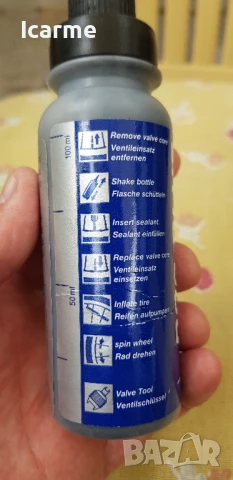 Icarme
100 ml
Remove valve core
Ventileinsatz
entfernen
Shake bottle
Flasche schütteln
Insert sealant
Sealant einfüllen
Replace valve core
Ventileinsatz
einsetzen
50 ml
Inflate tire
Reifen aufpumpen
spin wheel
Rad drehen
Valve Tool
Ventilschlüssel
BAZAR